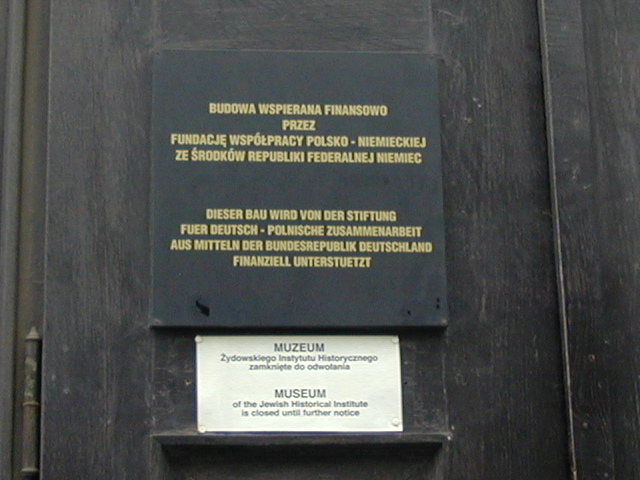 BUDOWA WSPIERANA FINANSOWO
PRZEZ
FUNDACJĘ WSPÓŁPRACY POLSKO - NIEMIECKIEJ
ZE ŚRODKÓW REPUBLIKI FEDERALNEJ NIEMIEC
DIESER BAU WIRD VON DER STIFTUNG
FUER DEUTSCH - POLNISCHE ZUSAMMENARBEIT
AUS MITTELN DER BUNDESREPUBLIK DEUTSCHLAND
FINANZIELL UNTERSTUETZT
MUZEUM
Żydowskiego Instytutu Historycznego
zamknięte do odwołania
MUSEUM
of the Jewish Historical Institute
is closed until further notice